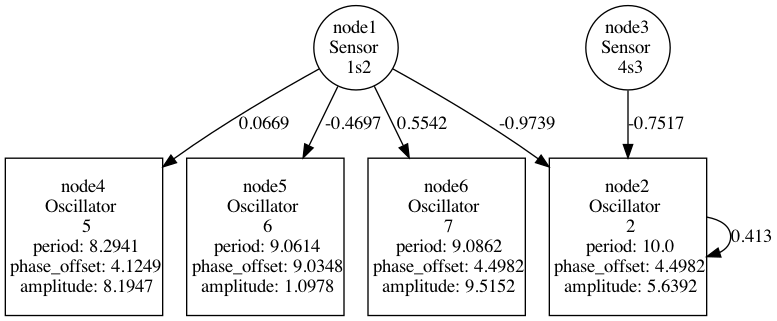 node1
Sensor
1s2
node3
Sensor
4s3
0.0669
-0.4697
0.5542
-0.9739
-0.7517
node4
Oscillator
5
period: 8.2941
phase_offset: 4.1249
amplitude: 8.1947
node5
Oscillator
6
period: 9.0614
phase_offset: 9.0348
amplitude: 1.0978
node6
Oscillator
7
period: 9.0862
phase_offset: 4.4982
amplitude: 9.5152
node2
Oscillator
2
period: 10.0
phase_offset: 4.4982
amplitude: 5.6392
0.413